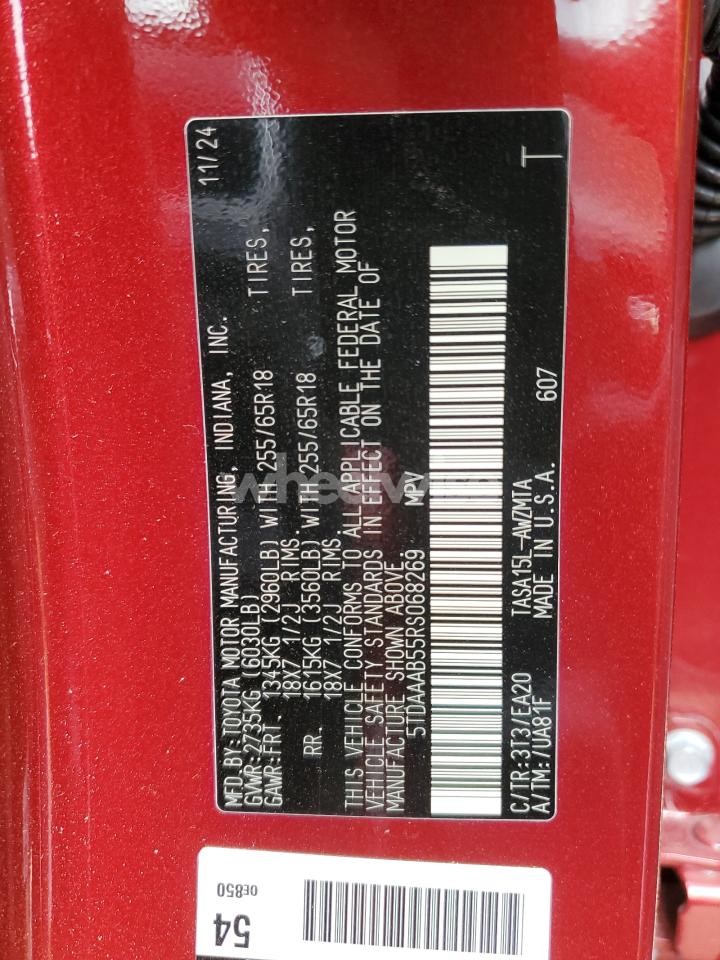 MFD.BY:TOYOTA MOTOR MANUFACTURING, INDIANA, INC. 11/24
GVWR:2735KG (6030LB)
GAWR:FRT. 1345KG (2960LB) WITH 255/65R18 TIRES,
18X7 1/2J RIMS.
RR. 1615KG (3560LB) WITH 255/65R18 TIRES,
18X7 1/2J RIMS.
THIS VEHICLE CONFORMS TO ALL APPLICABLE FEDERAL MOTOR
VEHICLE SAFETY STANDARDS IN EFFECT ON THE DATE OF
MANUFACTURE SHOWN ABOVE.
5TDAAAB55RS068269 MPV
C/TR:3T3/EA20 TASA15L-AWZMTA 607 T
A/TM:/UA81F MADE IN U.S.A.
54
0E850